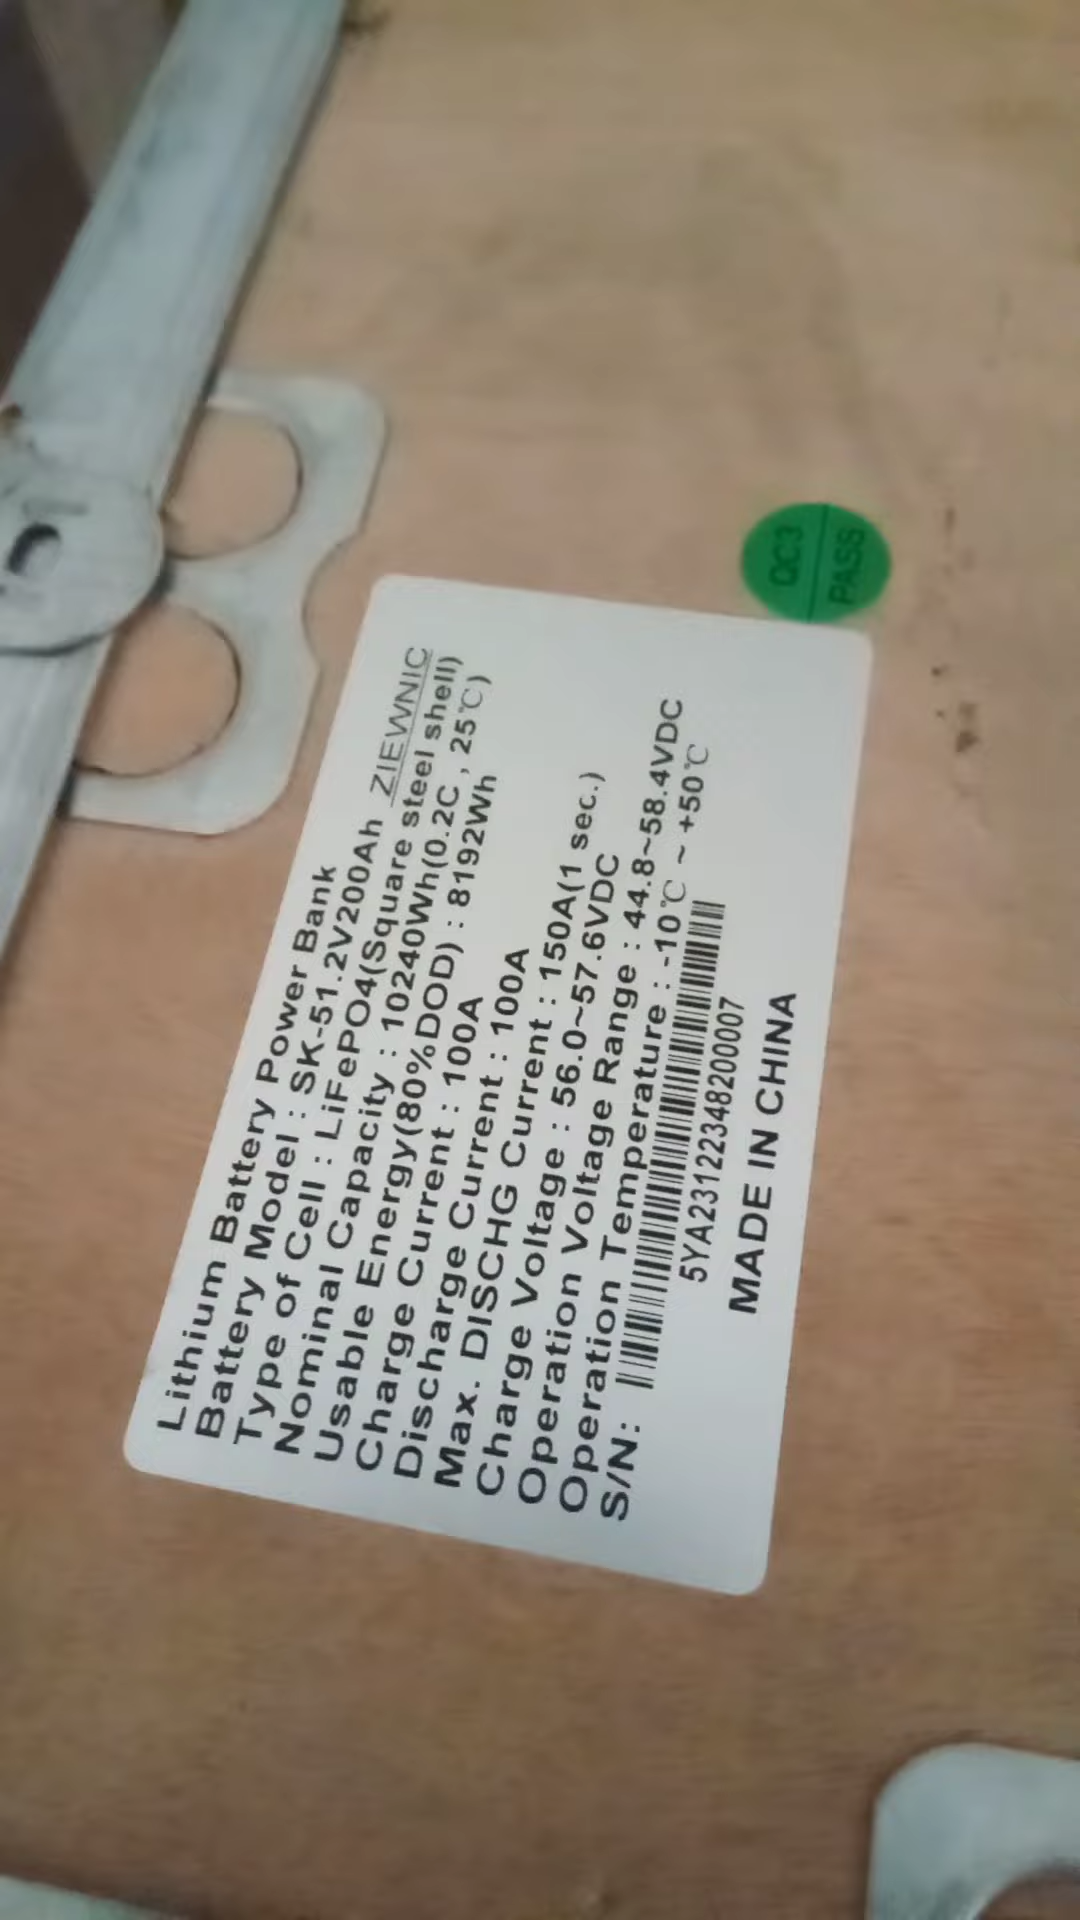 Lithium Battery Power Bank
Battery Model : SK-51.2V200Ah ZIEWNIC
Type of Cell : LiFePO4(Square steel shell)
Nominal Capacity : 10240Wh(0.2C , 25℃)
Usable Energy(80%DOD) : 8192Wh
Charge Current : 100A
Discharge Current : 100A
Max. DISCHG Current : 150A(1 sec.)
Charge Voltage : 56.0~57.6VDC
Operation Voltage Range : 44.8~58.4VDC
Operation Temperature : -10℃ ~ +50℃
S/N:
5YA23122348200007
MADE IN CHINA
QC3
PASS